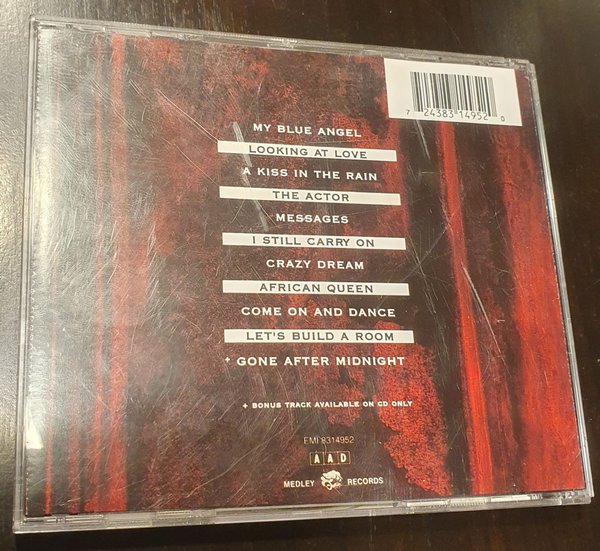 7 24383 14952 0
MY BLUE ANGEL
LOOKING AT LOVE
A KISS IN THE RAIN
THE ACTOR
MESSAGES
I STILL CARRY ON
CRAZY DREAM
AFRICAN QUEEN
COME ON AND DANCE
LET'S BUILD A ROOM
+ GONE AFTER MIDNIGHT
+ BONUS TRACK AVAILABLE ON CD ONLY
EMI 8314952
AAD
MEDLEY RECORDS